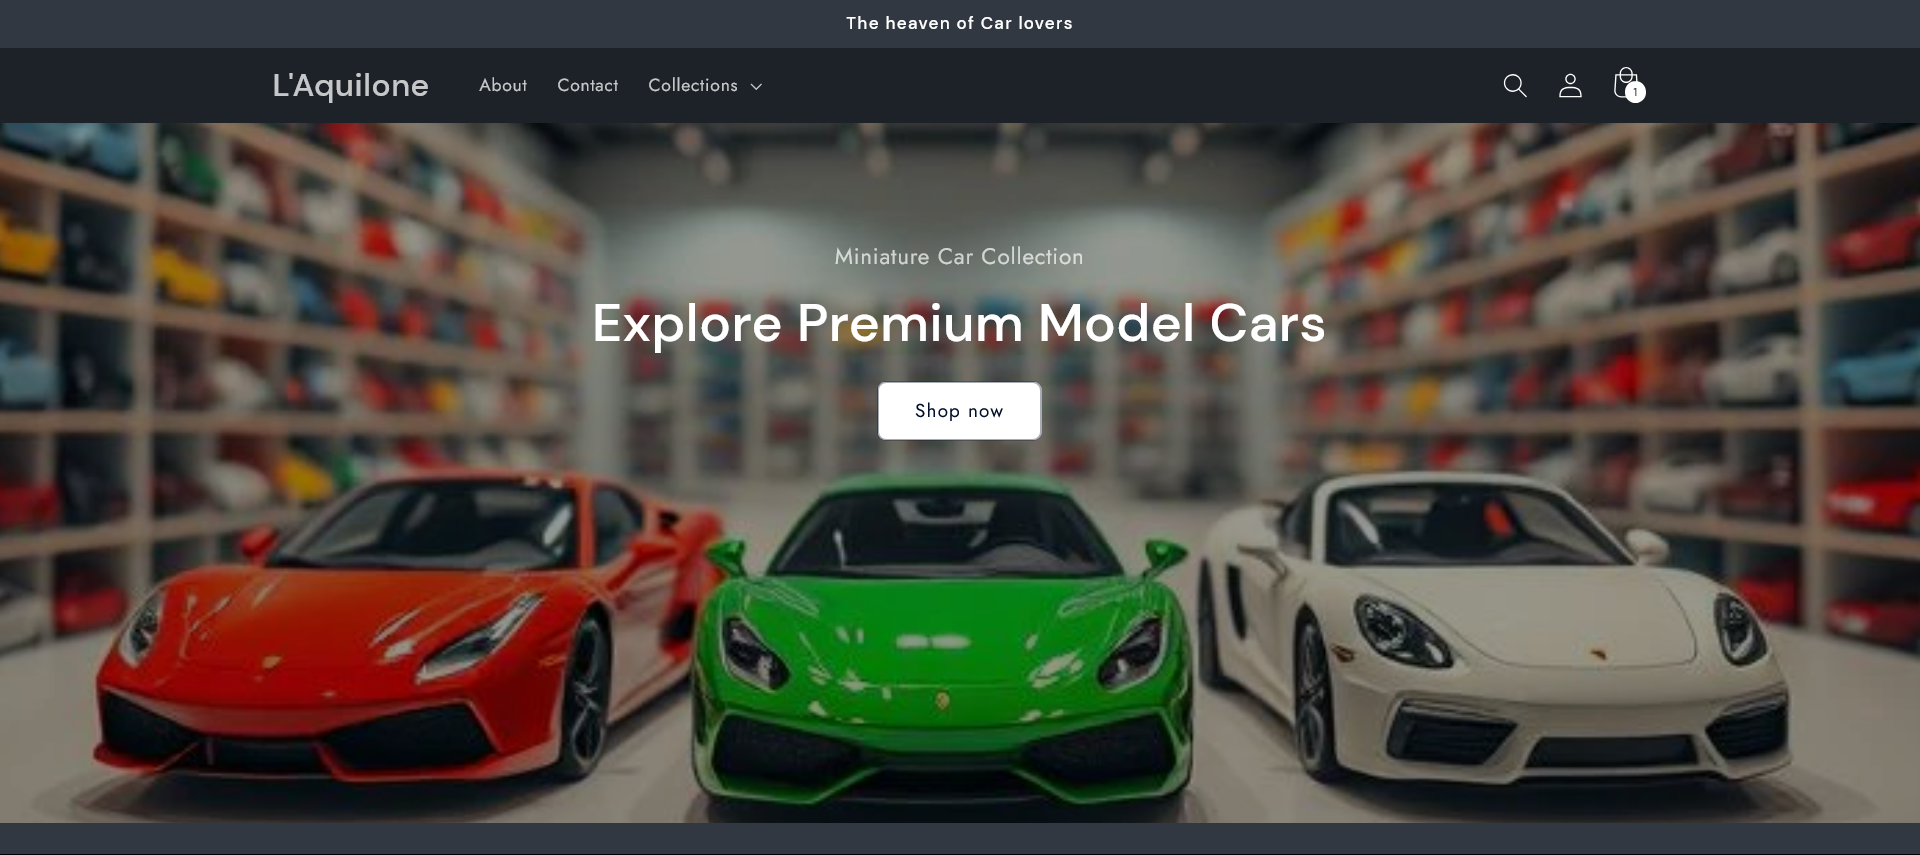 The heaven of Car lovers
L'Aquilone
About
Contact
Collections
1
Miniature Car Collection
Explore Premium Model Cars
Shop now